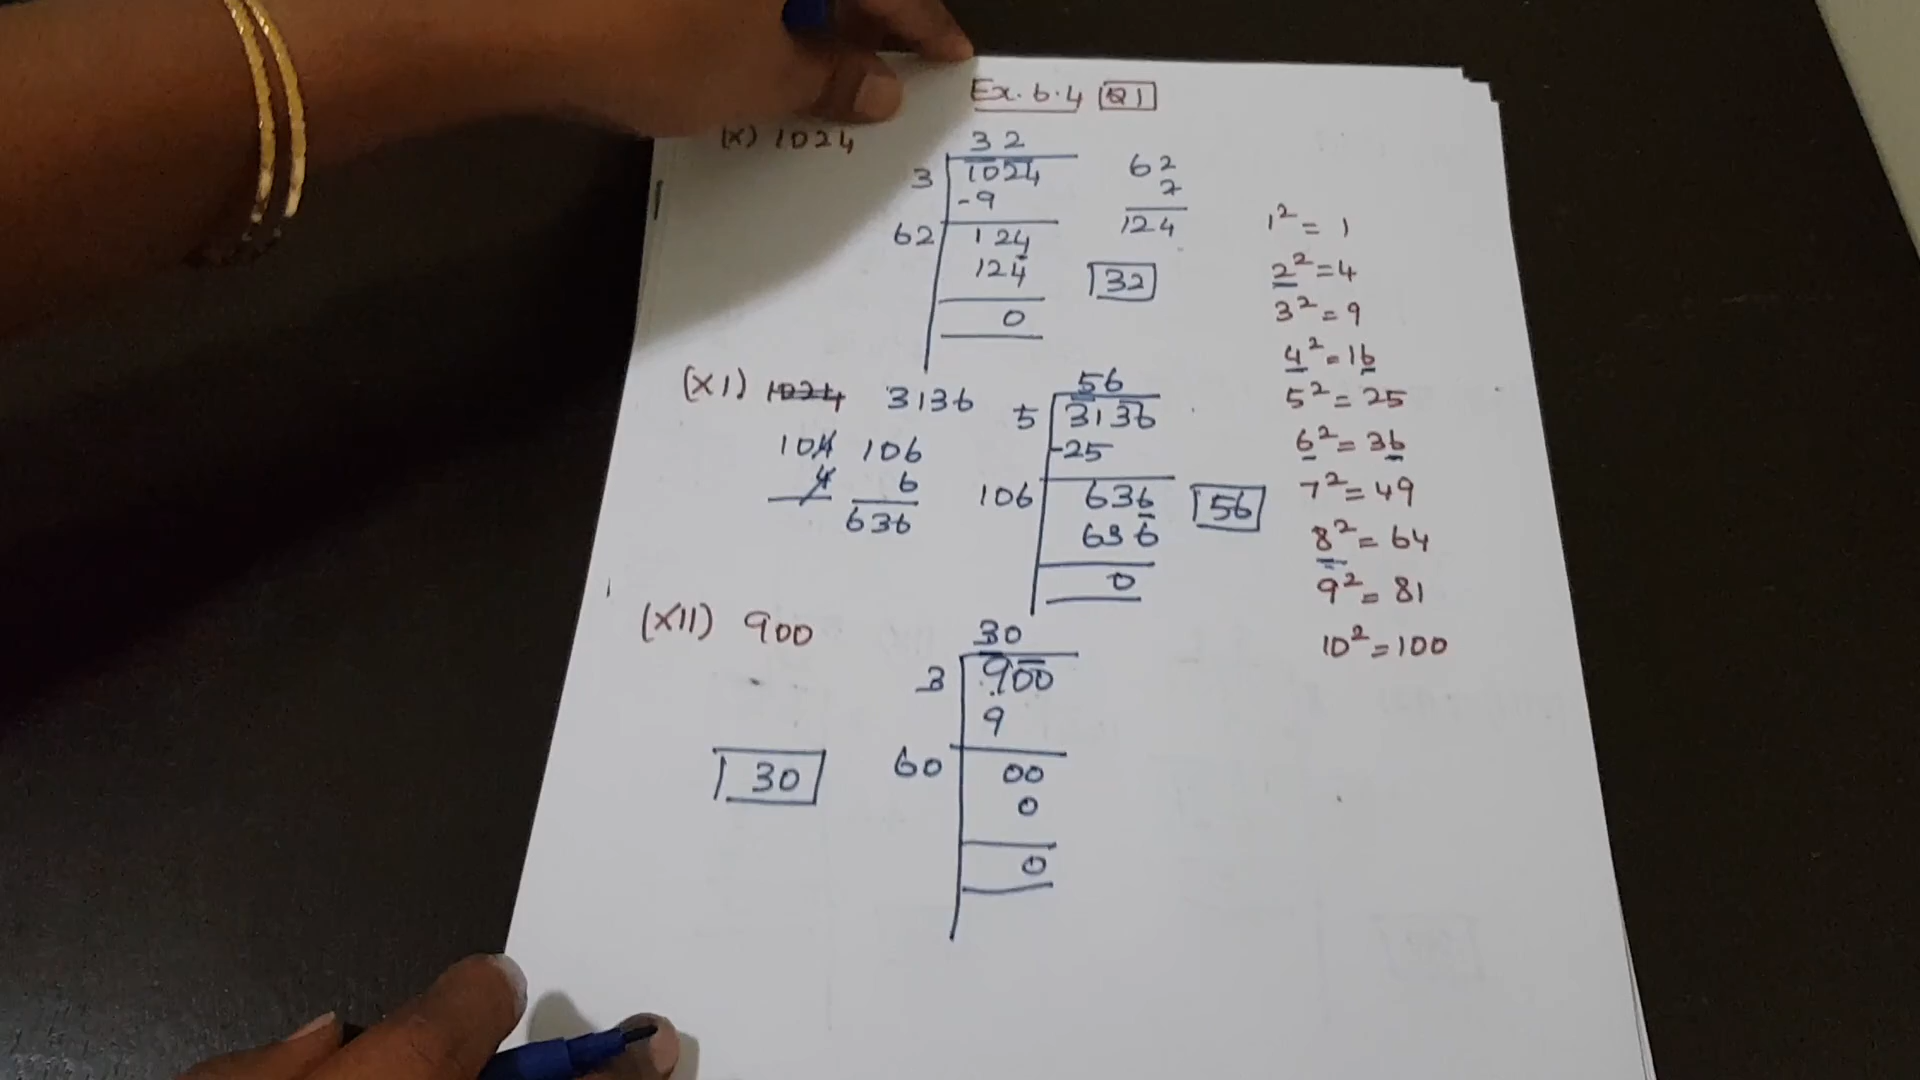 Ex. 6.4 Q1
(X) 1024
32
3 1024
-9
62 124
124
0
62
2
124
32
(XI) 1024 3136
104
4
106
6
636
56
5 3136
-25
106 636
636
0
56
(XII) 900
30
3 900
9
60 00
0
0
30
1² = 1
2² = 4
3² = 9
4² = 16
5² = 25
6² = 36
7² = 49
8² = 64
9² = 81
10² = 100